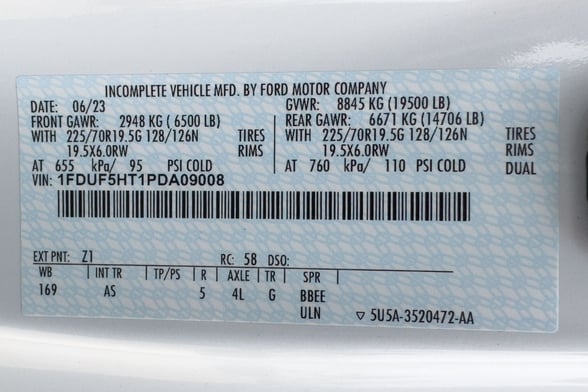 INCOMPLETE VEHICLE MFD. BY FORD MOTOR COMPANY
DATE: 06/23 GVWR: 8845 KG (19500 LB)
FRONT GAWR: 2948 KG ( 6500 LB) REAR GAWR: 6671 KG (14706 LB)
WITH 225/70R19.5G 128/126N TIRES WITH 225/70R19.5G 128/126N TIRES
19.5X6.0RW RIMS 19.5X6.0RW RIMS
AT 655 kPa/ 95 PSI COLD AT 760 kPa/ 110 PSI COLD DUAL
VIN: 1FDUF5HT1PDA09008
EXT PNT: Z1 RC: 58 DSO:
WB INT TR TP/PS R AXLE TR SPR
169 AS 5 4L G BBEE
ULN ▽ 5U5A-3520472-AA